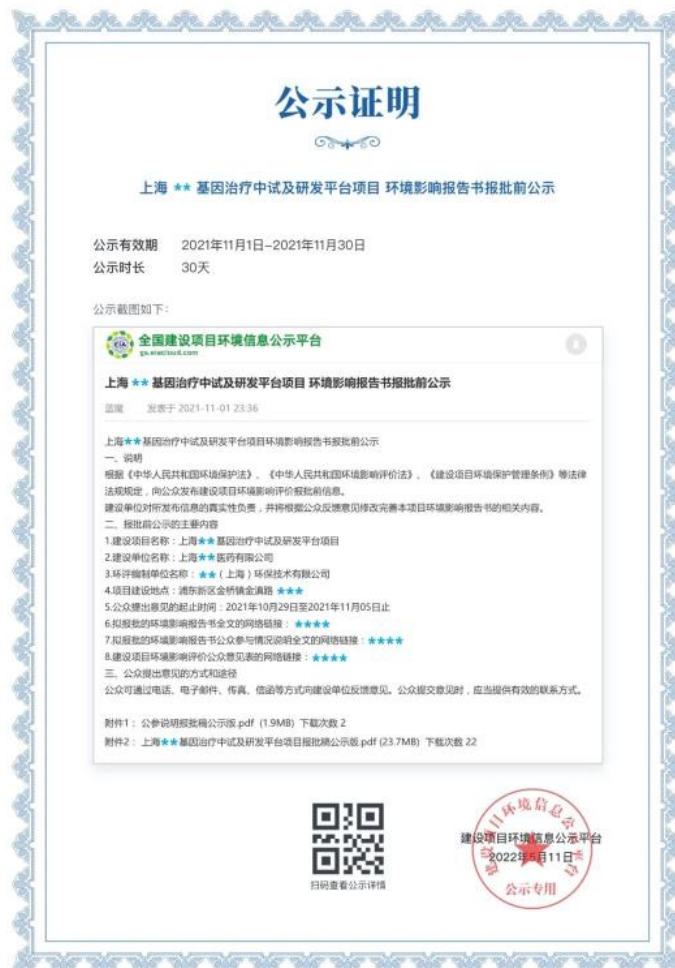 公示证明
上海 ** 基因治疗中试及研发平台项目 环境影响报告书报批前公示
公示有效期 2021年11月1日-2021年11月30日
公示时长 30天
公示截图如下:
EIA 全国建设项目环境信息公示平台
gs.eiacloud.com
上海 ** 基因治疗中试及研发平台项目 环境影响报告书报批前公示
发表于 2021-11-01 23:36
上海★★基因治疗中试及研发平台项目环境影响报告书报批前公示
一、说明
根据《中华人民共和国环境保护法》、《中华人民共和国环境影响评价法》、《建设项目环境保护管理条例》等法律
法规规定,向公众发布建设项目环境影响评价报批前信息。
建设单位对所发布信息的真实性负责,并将根据公众反馈意见修改完善本项目环境影响报告书的相关内容。
二、报批前公示的主要内容
1.建设项目名称:上海★★基因治疗中试及研发平台项目
2.建设单位名称:上海★★医药有限公司
3.环评编制单位名称:★★(上海)环保技术有限公司
4.项目建设地点:浦东新区金桥镇金滇路 ★★★
5.公众提出意见的起止时间:2021年10月29日至2021年11月05日止
6.拟报批的环境影响报告书全文的网络链接:★★★★
7.拟报批的环境影响报告书公众参与情况说明全文的网络链接:★★★★
8.建设项目环境影响评价公众意见表的网络链接:★★★★
三、公众提出意见的方式和途径
公众可通过电话、电子邮件、传真、信函等方式向建设单位反馈意见。公众提交意见时,应当提供有效的联系方式。
附件1: 公参说明报批稿公示版.pdf (1.9MB) 下载次数 2
附件2: 上海★★基因治疗中试及研发平台项目报批稿公示版.pdf (23.7MB) 下载次数 22
扫码查看公示详情
建设项目环境信息公示平台
2022年5月11日
建设项目环境信息公示平台
公示专用